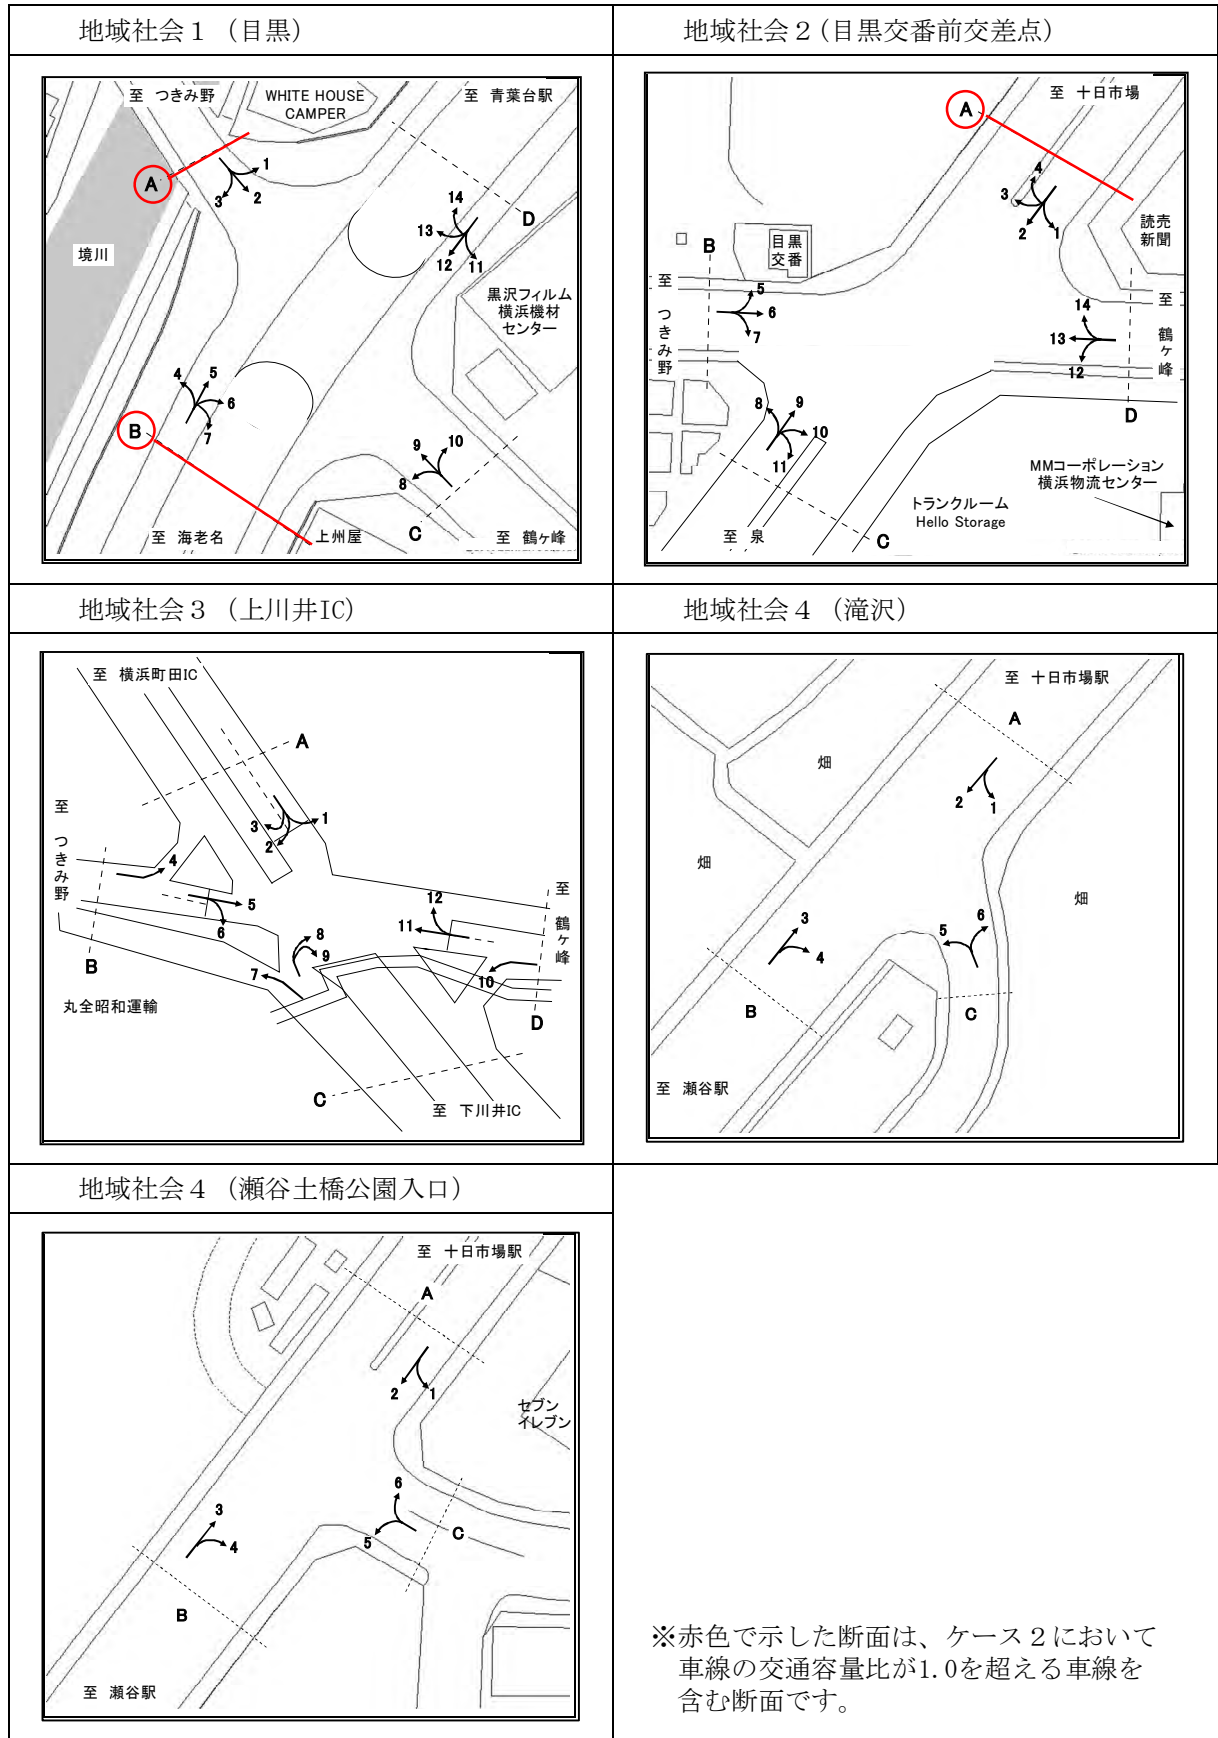 地域社会１（目黒）
至 つきみ野
WHITE HOUSE
CAMPER
至 青葉台駅
A
1
2
3
14
13
12
11
D
境川
黒沢フィルム
横浜機材
センター
4
5
6
7
B
9
10
8
C
至 海老名
上州屋
至 鶴ヶ峰
地域社会２（目黒交番前交差点）
A
至 十日市場
4
3
2
1
読売
新聞
B
目黒
交番
至 つきみ野
5
6
7
14
13
12
至 鶴ヶ峰
D
8
9
10
11
MMコーポレーション
横浜物流センター
トランクルーム
Hello Storage
至 泉
C
地域社会３（上川井IC）
至 横浜町田IC
A
1
3
2
至 つきみ野
4
5
6
B
12
11
至 鶴ヶ峰
8
9
7
10
D
丸全昭和運輸
C
至 下川井IC
地域社会４（滝沢）
至 十日市場駅
A
畑
2
1
畑
畑
3
4
5
6
B
C
至 瀬谷駅
地域社会４（瀬谷土橋公園入口）
至 十日市場駅
A
2
1
セブン
イレブン
3
4
6
5
C
B
至 瀬谷駅
※赤色で示した断面は、ケース２において
車線の交通容量比が1.0を超える車線を
含む断面です。